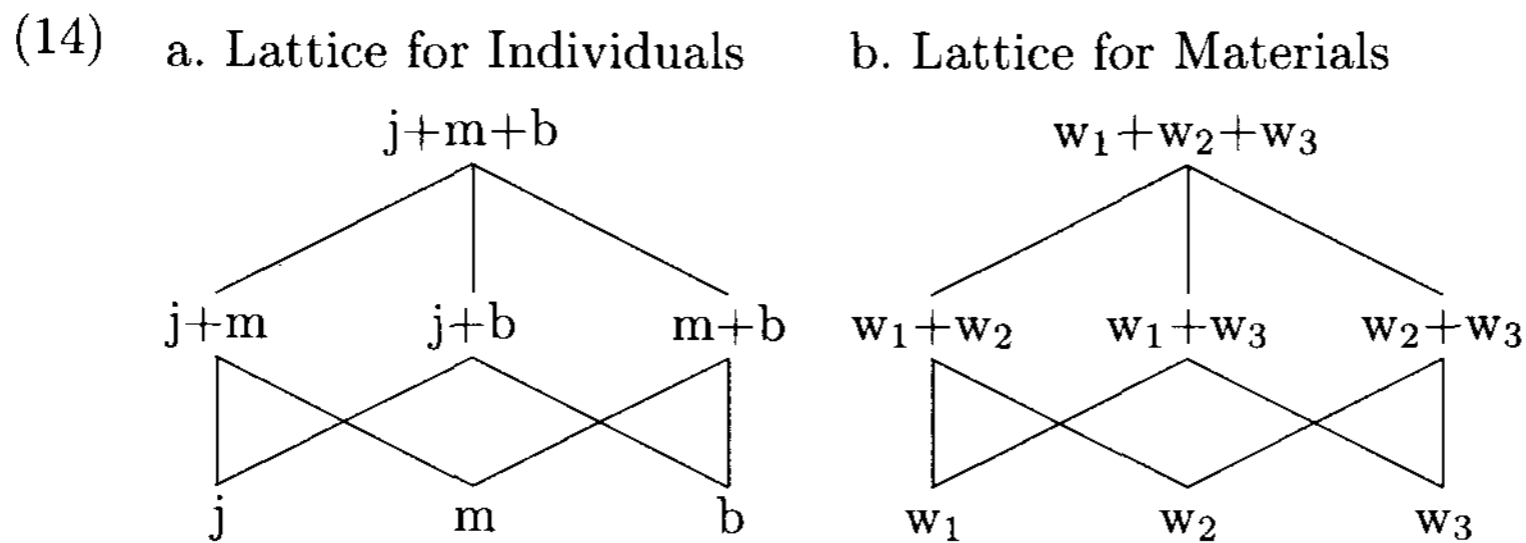 (14) a. Lattice for Individuals b. Lattice for Materials
j+m+b w₁+w₂+w₃
j+m j+b m+b w₁+w₂ w₁+w₃ w₂+w₃
j m b w₁ w₂ w₃